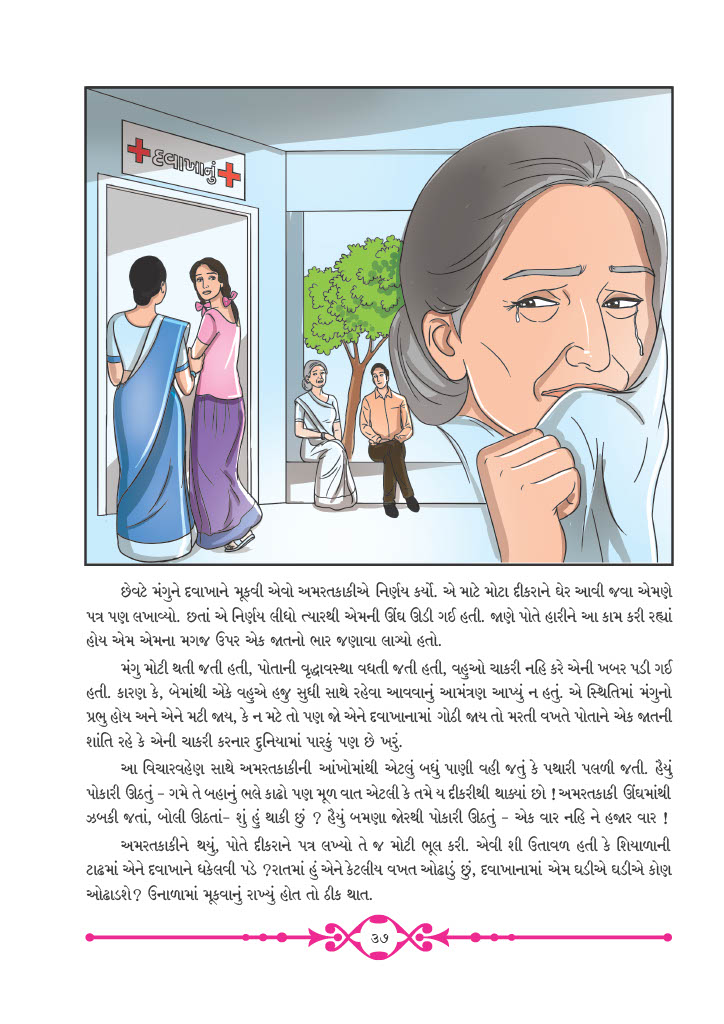 દવાખાનું
છેવટે મંગુને દવાખાને મૂકવી એવો અમરતકાકીએ નિર્ણય કર્યો. એ માટે મોટા દીકરાને ઘેર આવી જવા એમણે
પત્ર પણ લખાવ્યો. છતાં એ નિર્ણય લીધો ત્યારથી એમની ઊંઘ ઊડી ગઈ હતી. જાણે પોતે હારીને આ કામ કરી રહ્યાં
હોય એમ એમના મગજ ઉપર એક જાતનો ભાર જણાવા લાગ્યો હતો.
મંગુ મોટી થતી જતી હતી, પોતાની વૃદ્ધાવસ્થા વધતી જતી હતી, વહુઓ ચાકરી નહિ કરે એની ખબર પડી ગઈ
હતી. કારણ કે, બેમાંથી એકે વહુએ હજુ સુધી સાથે રહેવા આવવાનું આમંત્રણ આપ્યું ન હતું. એ સ્થિતિમાં મંગુનો
પ્રભુ હોય અને એને મટી જાય, કે ન મટે તો પણ જો એને દવાખાનામાં ગોઠી જાય તો મરતી વખતે પોતાને એક જાતની
શાંતિ રહે કે એની ચાકરી કરનાર દુનિયામાં પારકું પણ છે ખરું.
આ વિચારવહેણ સાથે અમરતકાકીની આંખોમાંથી એટલું બધું પાણી વહી જતું કે પથારી પલળી જતી. હૈયું
પોકારી ઊઠતું - ગમે તે બહાનું ભલે કાઢો પણ મૂળ વાત એટલી કે તમે ય દીકરીથી થાક્યાં છો ! અમરતકાકી ઊંઘમાંથી
ઝબકી જતાં, બોલી ઊઠતાં- શું હું થાકી છું ? હૈયું બમણા જોરથી પોકારી ઊઠતું - એક વાર નહિ ને હજાર વાર !
અમરતકાકીને થયું, પોતે દીકરાને પત્ર લખ્યો તે જ મોટી ભૂલ કરી. એવી શી ઉતાવળ હતી કે શિયાળાની
ટાઢમાં એને દવાખાને ધકેલવી પડે ?રાતમાં હું એને કેટલીય વખત ઓઢાડું છું, દવાખાનામાં એમ ઘડીએ ઘડીએ કોણ
ઓઢાડશે? ઉનાળામાં મૂકવાનું રાખ્યું હોત તો ઠીક થાત.
૩૭